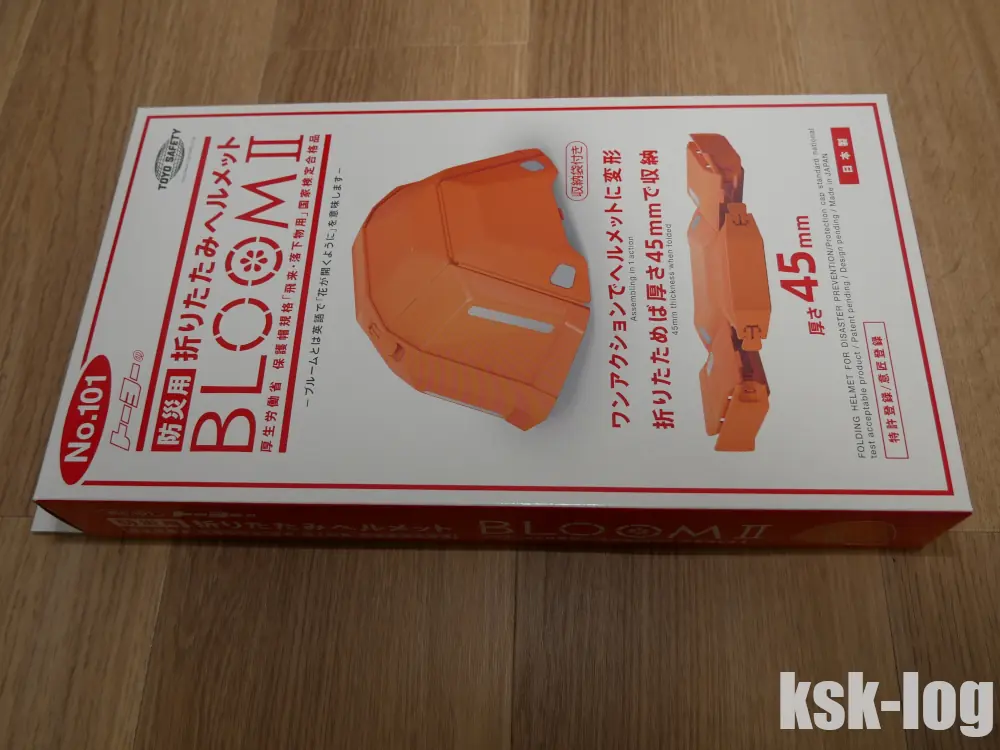 No.101
トーヨーの
TOYO SAFETY
防災用 折りたたみヘルメット
BLOOM II
厚生労働省 保護帽規格「飛来・落下物用」国家検定合格品
−ブルームとは英語で「花が開くように」を意味します−
収納袋付き
ワンアクションでヘルメットに変形
Assembling in 1 action
折りたためば厚さ45mmで収納
45mm thickness when folded
厚さ45mm
日本製
FOLDING HELMET FOR DISASTER PREVENTION/Protection cap standard national
test acceptable product / Patent pending / Design pending / Made in JAPAN
特許登録/意匠登録
折りたたみヘルメット BLOOM II
ksk-log